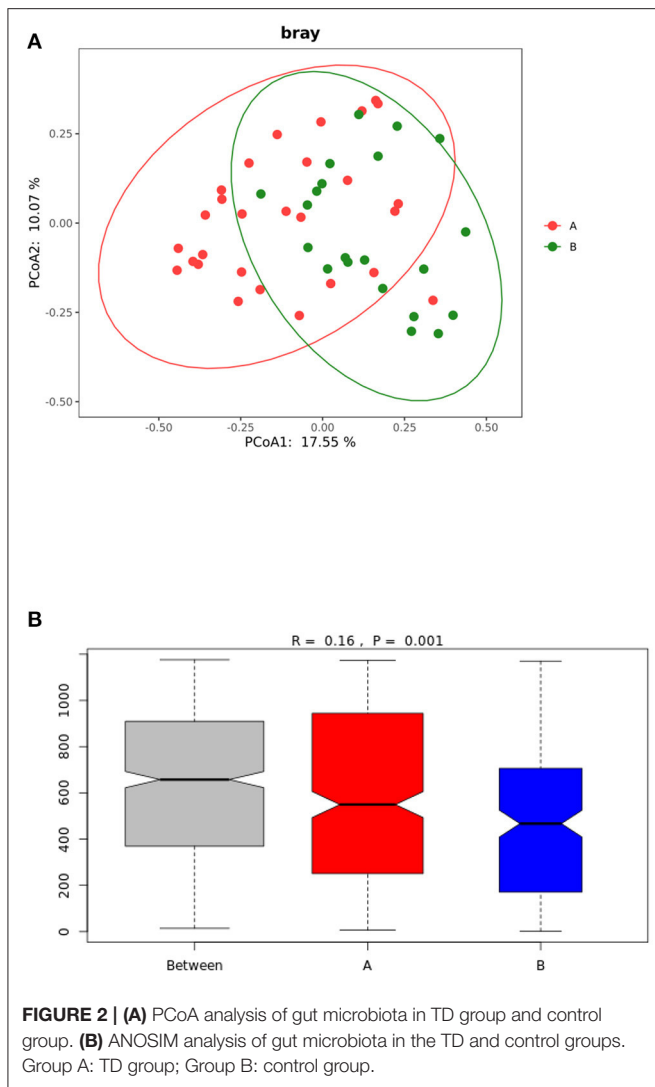 A
bray
0.25
0.00
-0.25
-0.50
PCoA2: 10.07 %
-0.50
-0.25
0.00
0.25
0.50
PCoA1: 17.55 %
A
B
B
R = 0.16 , P = 0.001
1000
800
600
400
200
0
Between
A
B
FIGURE 2 | (A) PCoA analysis of gut microbiota in TD group and control
group. (B) ANOSIM analysis of gut microbiota in the TD and control groups.
Group A: TD group; Group B: control group.